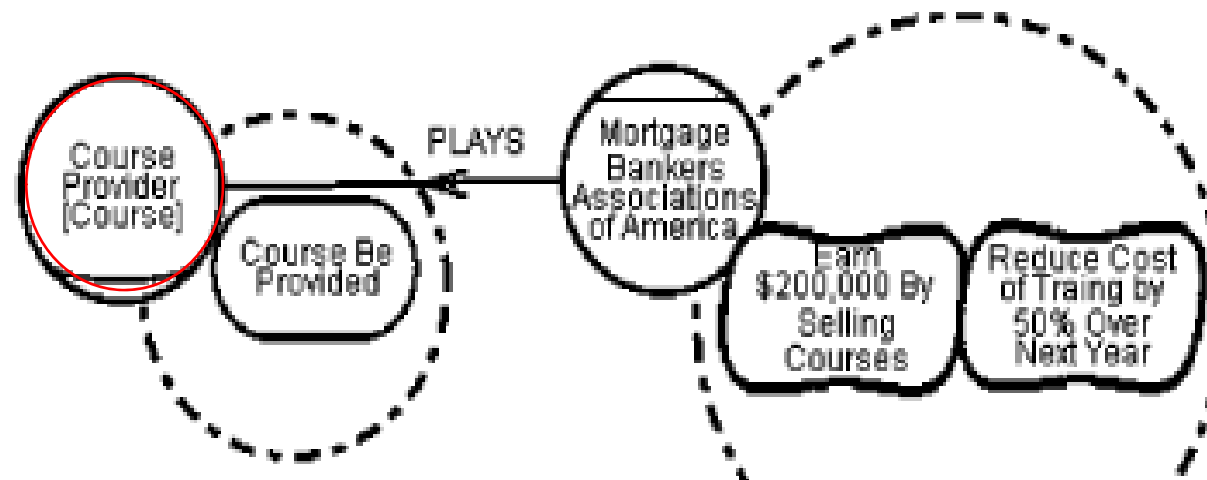 Course
Provider
[Course]
Course Be
Provided
PLAYS
Mortgage
Bankers
Associations
of America
Earn
$200,000 By
Selling
Courses
Reduce Cost
of Traing by
50% Over
Next Year